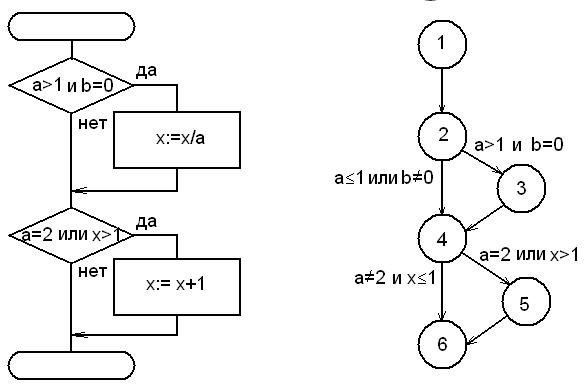 a>1 и b=0
да
нет
x:=x/a
a=2 или x>1
да
нет
x:= x+1
1
2
a>1 и b=0
a≤1 или b≠0
3
4
a=2 или x>1
a≠2 и x≤1
5
6